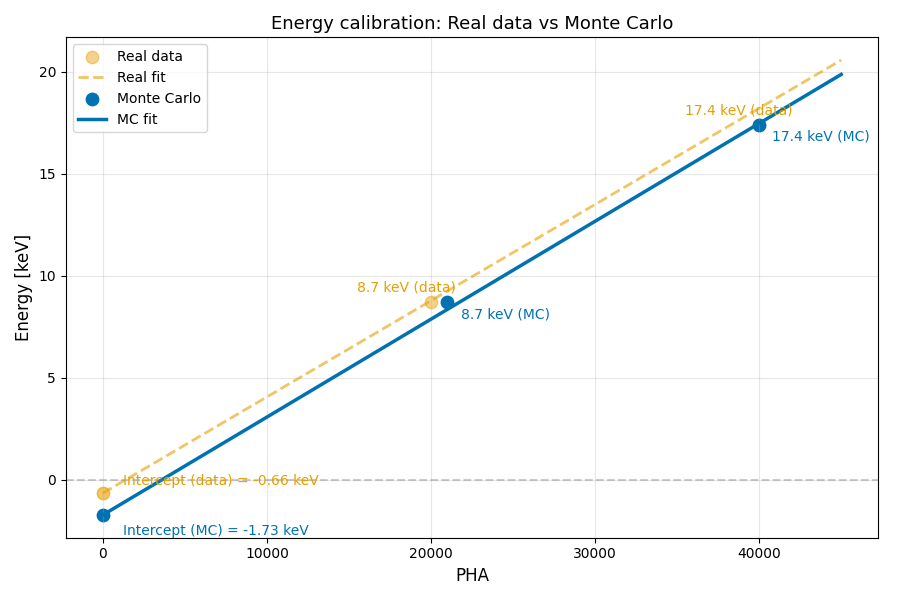 Energy calibration: Real data vs Monte Carlo
Real data
Real fit
Monte Carlo
MC fit
17.4 keV (data)
17.4 keV (MC)
8.7 keV (data)
8.7 keV (MC)
Intercept (data) = -0.66 keV
Intercept (MC) = -1.73 keV
Energy [keV]
20
15
10
5
0
0
10000
20000
30000
40000
PHA